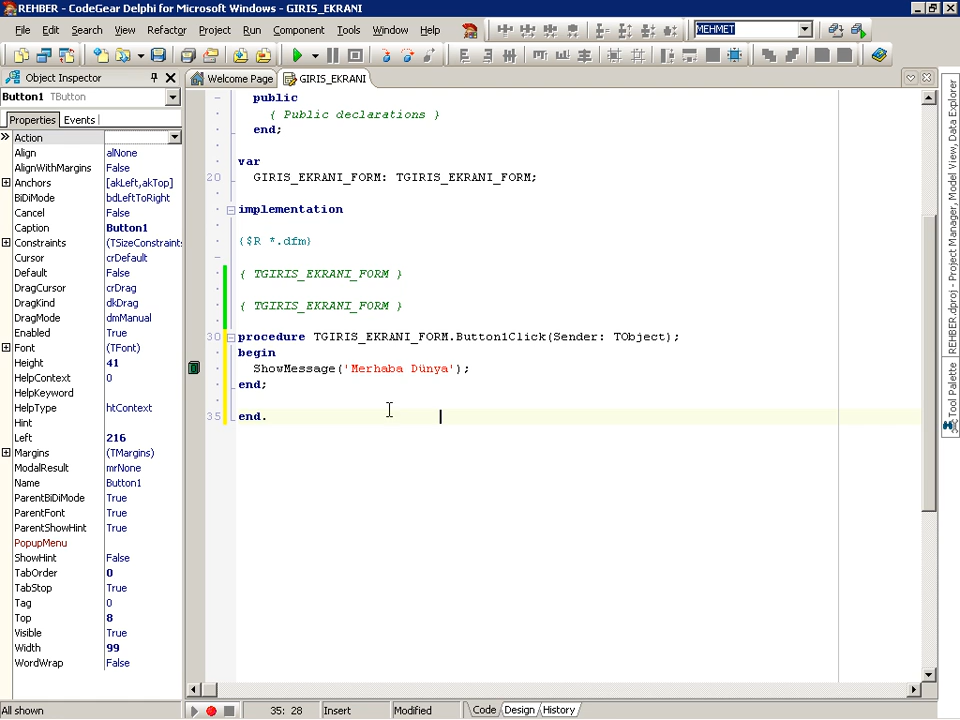 REHBER - CodeGear Delphi for Microsoft Windows - GIRIS_EKRANI
File Edit Search View Refactor Project Run Component Tools Window Help MEHMET
Object Inspector
Welcome Page GIRIS_EKRANI
Button1 TButton
Properties Events
Action
Align alNone
AlignWithMargins False
Anchors [akLeft,akTop]
BiDiMode bdLeftToRight
Cancel False
Caption Button1
Constraints (TSizeConstraints
Cursor crDefault
Default False
DragCursor crDrag
DragKind dkDrag
DragMode dmManual
Enabled True
Font (TFont)
Height 41
HelpContext 0
HelpKeyword
HelpType htContext
Hint
Left 216
Margins (TMargins)
ModalResult mrNone
Name Button1
ParentBiDiMode True
ParentFont True
ParentShowHint True
PopupMenu
ShowHint False
TabOrder 0
TabStop True
Tag 0
Top 8
Visible True
Width 99
WordWrap False
All shown
public
{ Public declarations }
end;
var
20 GIRIS_EKRANI_FORM: TGIRIS_EKRANI_FORM;
implementation
{$R *.dfm}
{ TGIRIS_EKRANI_FORM }
{ TGIRIS_EKRANI_FORM }
30 procedure TGIRIS_EKRANI_FORM.Button1Click(Sender: TObject);
begin
ShowMessage('Merhaba Dünya');
end;
35 end.
35: 28 Insert Modified Code Design History
REHBER.dproj - Project Manager, Model View, Data Explorer
Tool Palette